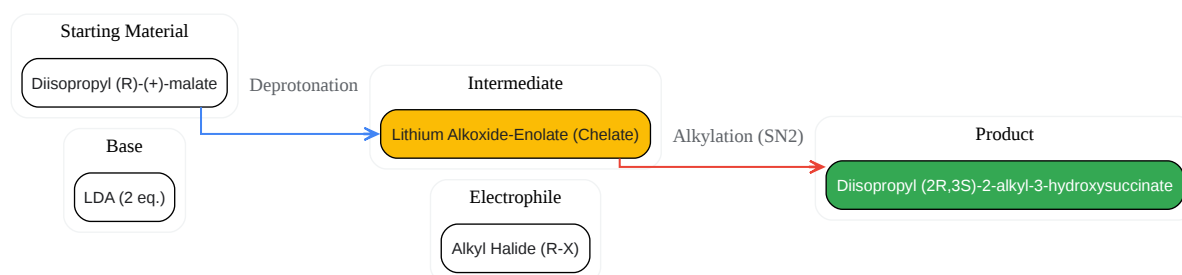 Starting Material
Diisopropyl (R)-(+)-malate
Deprotonation
Base
LDA (2 eq.)
Intermediate
Lithium Alkoxide-Enolate (Chelate)
Alkylation (SN2)
Electrophile
Alkyl Halide (R-X)
Product
Diisopropyl (2R,3S)-2-alkyl-3-hydroxysuccinate